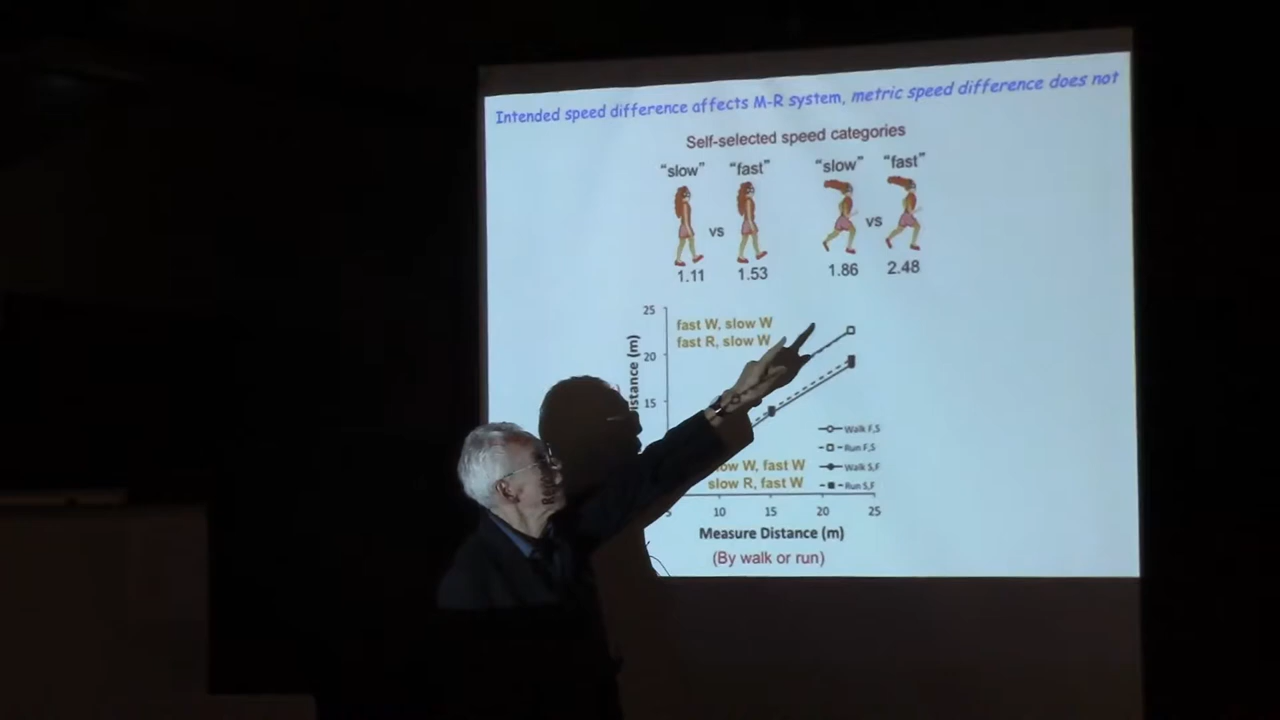 Intended speed difference affects M-R system, metric speed difference does not
Self-selected speed categories
"slow" "fast" "slow" "fast"
vs vs
1.11 1.53 1.86 2.48
25
fast W, slow W
fast R, slow W
20
15
Walk F,S
Run F,S
fast W
Walk S,F
slow R, fast W
Run S,F
10 15 20 25
Measure Distance (m)
(By walk or run)